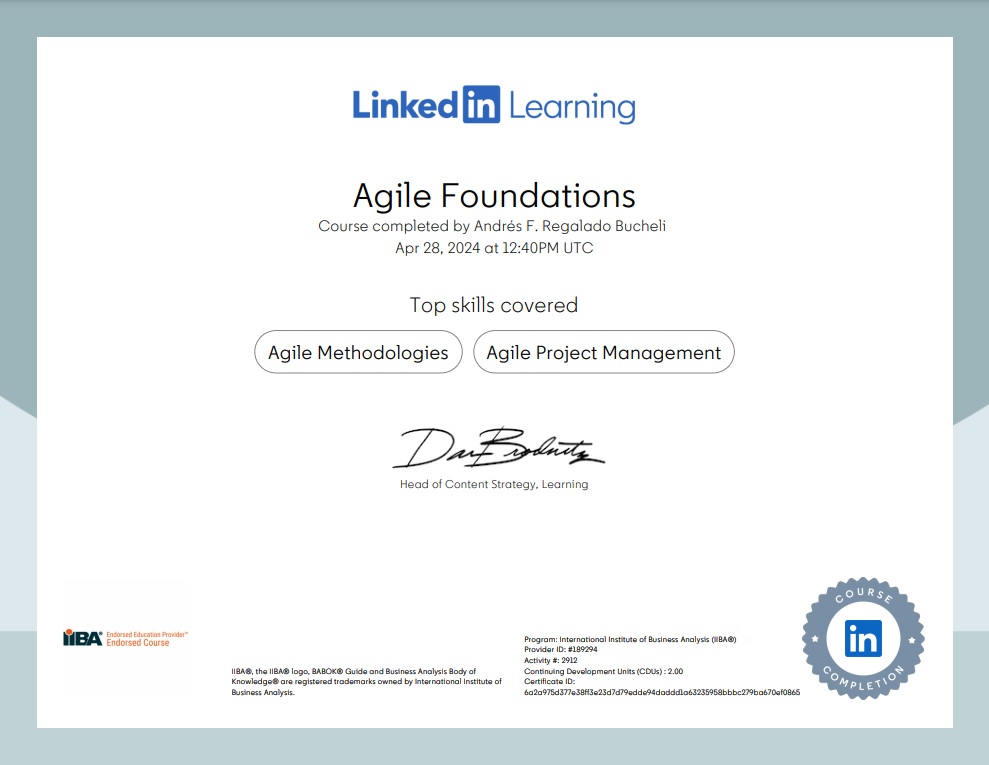 Linked in Learning
Agile Foundations
Course completed by Andrés F. Regalado Bucheli
Apr 28, 2024 at 12:40PM UTC
Top skills covered
Agile Methodologies
Agile Project Management
Dan Brodnitz
Head of Content Strategy, Learning
IIBA® Endorsed Education Provider™
Endorsed Course
IIBA®, the IIBA® logo, BABOK® Guide and Business Analysis Body of
Knowledge® are registered trademarks owned by International Institute of
Business Analysis.
Program: International Institute of Business Analysis (IIBA®)
Provider ID: #189294
Activity #: 2912
Continuing Development Units (CDUs) : 2.00
Certificate ID:
6a2a975d377e38ff3e23d7d79edde94daddd1a63235958bbbc279ba670ef0865
COURSE
in
COMPLETION